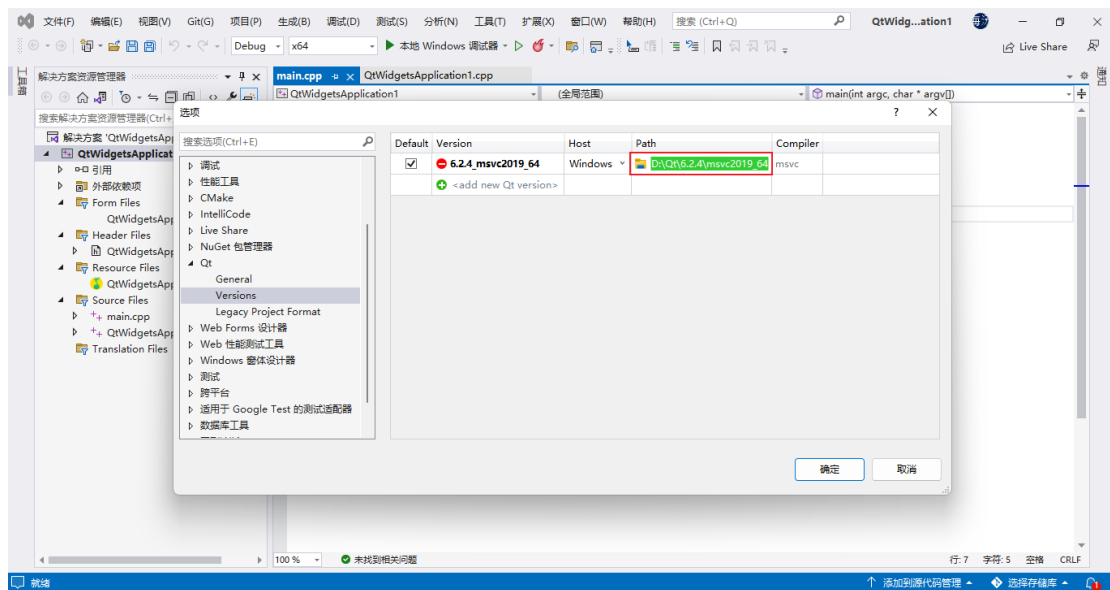 文件(F) 编辑(E) 视图(V) Git(G) 项目(P) 生成(B) 调试(D) 测试(S) 分析(N) 工具(T) 扩展(X) 窗口(W) 帮助(H) 搜索 (Ctrl+Q) QtWidg...ation1
Debug x64 本地 Windows 调试器 Live Share
工具箱
解决方案资源管理器
main.cpp QtWidgetsApplication1.cpp
QtWidgetsApplication1 (全局范围) main(int argc, char * argv[])
搜索解决方案资源管理器(Ctrl+
解决方案 'QtWidgetsApp
QtWidgetsApplicat
引用
外部依赖项
Form Files
QtWidgetsApp
Header Files
QtWidgetsApp
Resource Files
QtWidgetsApp
Source Files
main.cpp
QtWidgetsApp
Translation Files
选项
搜索选项(Ctrl+E)
调试
性能工具
CMake
IntelliCode
Live Share
NuGet 包管理器
Qt
General
Versions
Legacy Project Format
Web Forms 设计器
Web 性能测试工具
Windows 窗体设计器
测试
跨平台
适用于 Google Test 的测试适配器
数据库工具
Default Version Host Path Compiler
6.2.4_msvc2019_64 Windows D:\Qt\6.2.4\msvc2019_64 msvc
<add new Qt version>
确定 取消
100 % 未找到相关问题 行: 7 字符: 5 空格 CRLF
就绪 添加到源代码管理 选择存储库